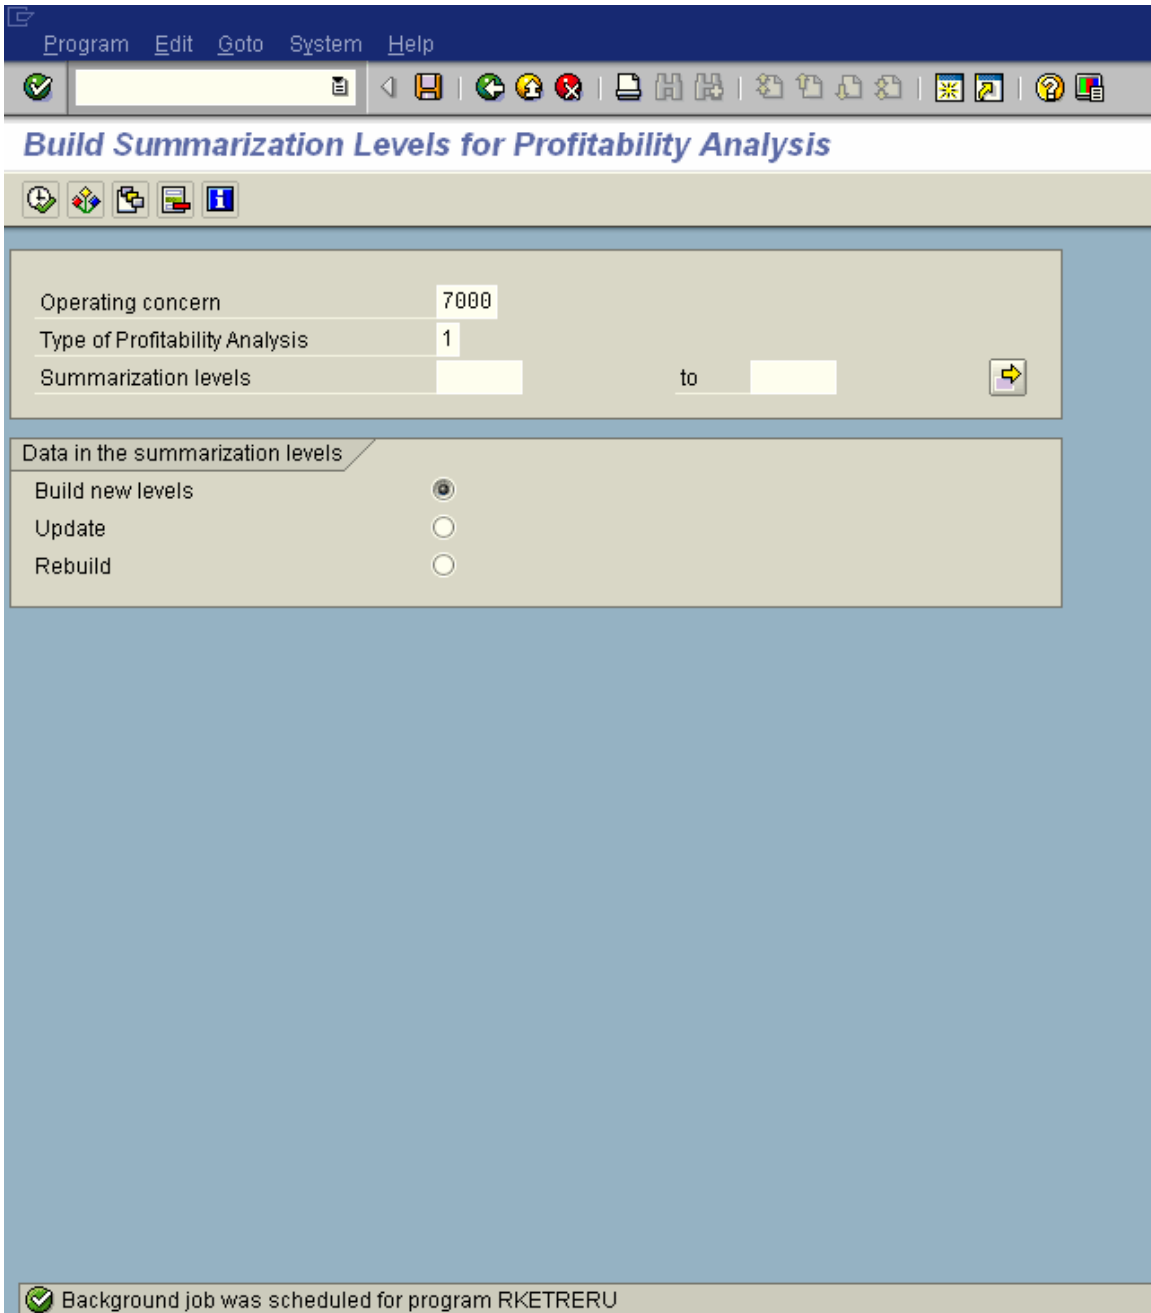 Program Edit Goto System Help
Build Summarization Levels for Profitability Analysis
Operating concern 7000
Type of Profitability Analysis 1
Summarization levels to
Data in the summarization levels
Build new levels
Update
Rebuild
Background job was scheduled for program RKETRERU